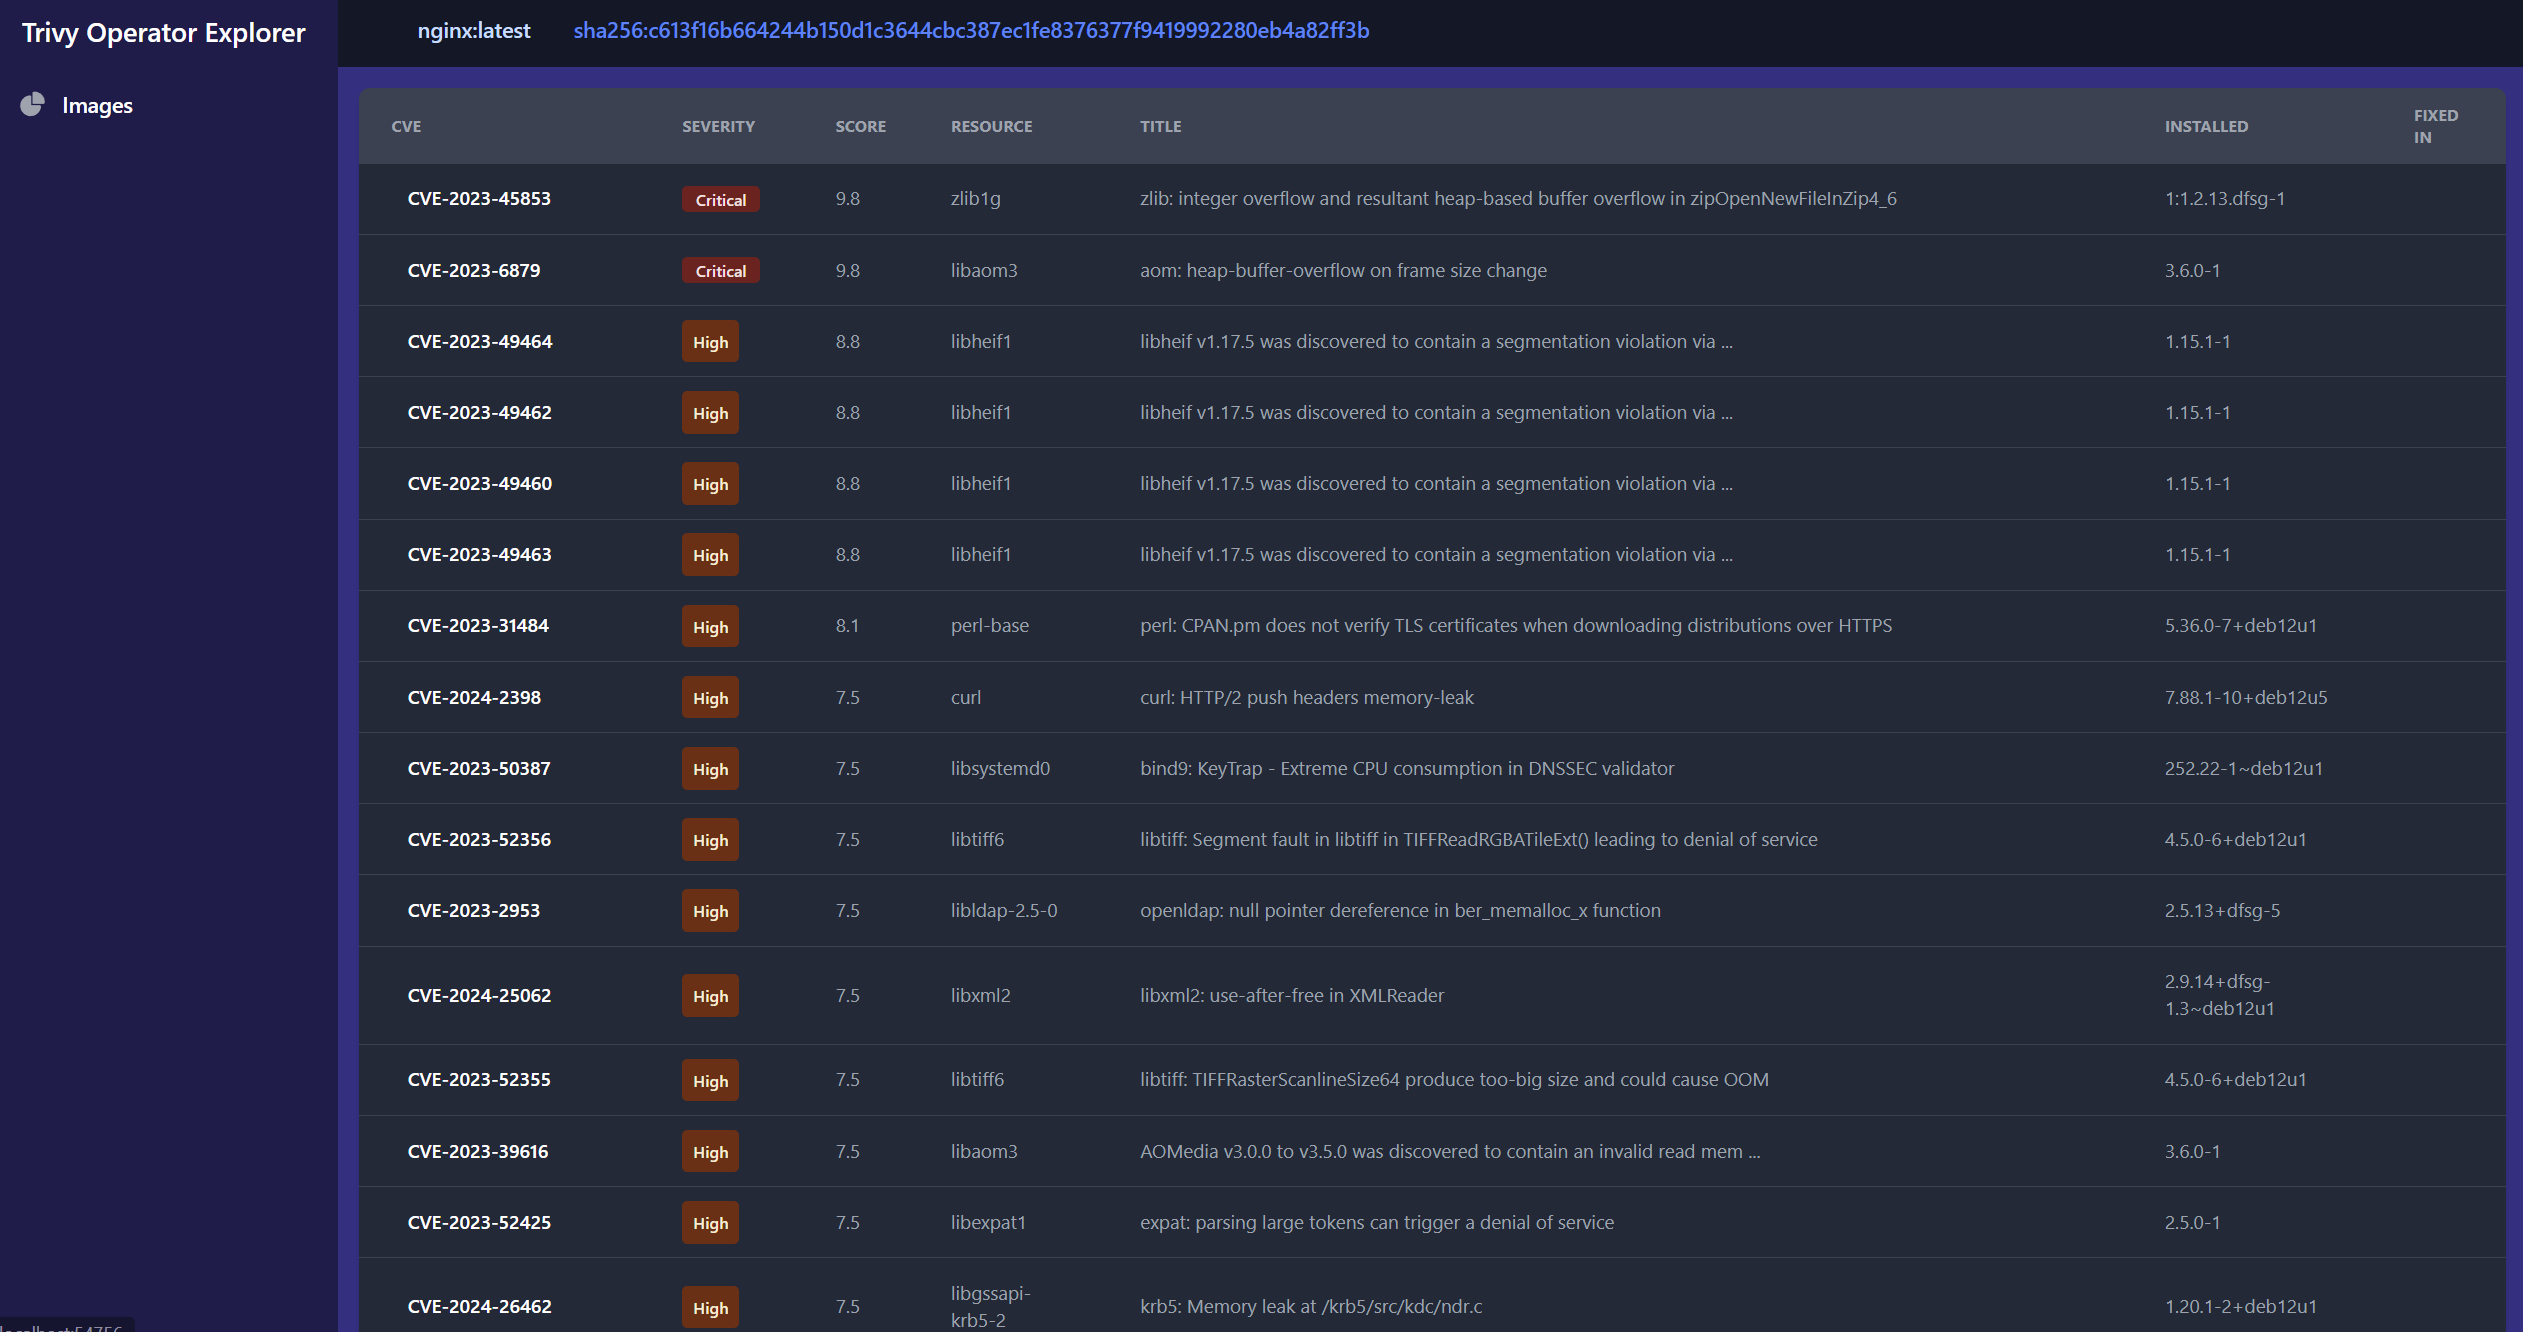 Trivy Operator Explorer
Images
nginx:latest sha256:c613f16b664244b150d1c3644cbc387ec1fe8376377f9419992280eb4a82ff3b
CVE SEVERITY SCORE RESOURCE TITLE INSTALLED FIXED IN
CVE-2023-45853 Critical 9.8 zlib1g zlib: integer overflow and resultant heap-based buffer overflow in zipOpenNewFileInZip4_6 1:1.2.13.dfsg-1
CVE-2023-6879 Critical 9.8 libaom3 aom: heap-buffer-overflow on frame size change 3.6.0-1
CVE-2023-49464 High 8.8 libheif1 libheif v1.17.5 was discovered to contain a segmentation violation via ... 1.15.1-1
CVE-2023-49462 High 8.8 libheif1 libheif v1.17.5 was discovered to contain a segmentation violation via ... 1.15.1-1
CVE-2023-49460 High 8.8 libheif1 libheif v1.17.5 was discovered to contain a segmentation violation via ... 1.15.1-1
CVE-2023-49463 High 8.8 libheif1 libheif v1.17.5 was discovered to contain a segmentation violation via ... 1.15.1-1
CVE-2023-31484 High 8.1 perl-base perl: CPAN.pm does not verify TLS certificates when downloading distributions over HTTPS 5.36.0-7+deb12u1
CVE-2024-2398 High 7.5 curl curl: HTTP/2 push headers memory-leak 7.88.1-10+deb12u5
CVE-2023-50387 High 7.5 libsystemd0 bind9: KeyTrap - Extreme CPU consumption in DNSSEC validator 252.22-1~deb12u1
CVE-2023-52356 High 7.5 libtiff6 libtiff: Segment fault in libtiff in TIFFReadRGBATileExt() leading to denial of service 4.5.0-6+deb12u1
CVE-2023-2953 High 7.5 libldap-2.5-0 openldap: null pointer dereference in ber_memalloc_x function 2.5.13+dfsg-5
CVE-2024-25062 High 7.5 libxml2 libxml2: use-after-free in XMLReader 2.9.14+dfsg-1.3~deb12u1
CVE-2023-52355 High 7.5 libtiff6 libtiff: TIFFRasterScanlineSize64 produce too-big size and could cause OOM 4.5.0-6+deb12u1
CVE-2023-39616 High 7.5 libaom3 AOMedia v3.0.0 to v3.5.0 was discovered to contain an invalid read mem ... 3.6.0-1
CVE-2023-52425 High 7.5 libexpat1 expat: parsing large tokens can trigger a denial of service 2.5.0-1
CVE-2024-26462 High 7.5 libgssapi-krb5-2 krb5: Memory leak at /krb5/src/kdc/ndr.c 1.20.1-2+deb12u1